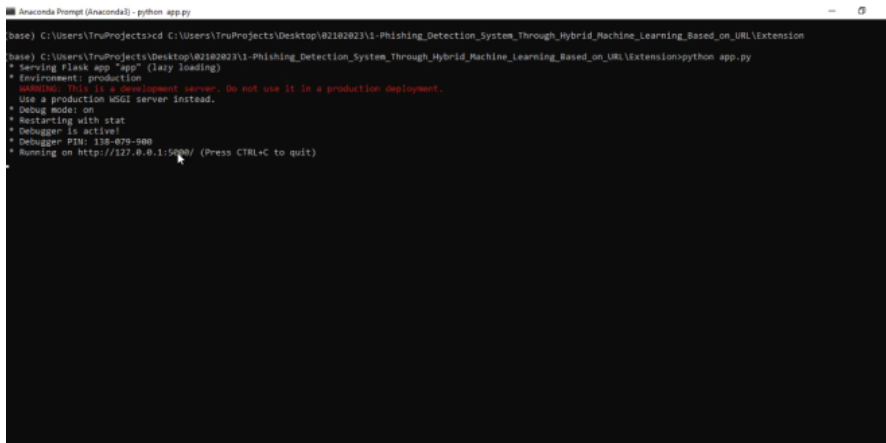 Anaconda Prompt (Anaconda3) - python app.py
(base) C:\Users\TruProjects>cd C:\Users\TruProjects\Desktop\02102023\1-Phishing_Detection_System_Through_Hybrid_Machine_Learning_Based_on_URL\Extension
(base) C:\Users\TruProjects\Desktop\02102023\1-Phishing_Detection_System_Through_Hybrid_Machine_Learning_Based_on_URL\Extension>python app.py
* Serving Flask app "app" (lazy loading)
* Environment: production
WARNING: This is a development server. Do not use it in a production deployment.
Use a production WSGI server instead.
* Debug mode: on
* Restarting with stat
* Debugger is active!
* Debugger PIN: 138-079-900
* Running on http://127.0.0.1:5000/ (Press CTRL+C to quit)